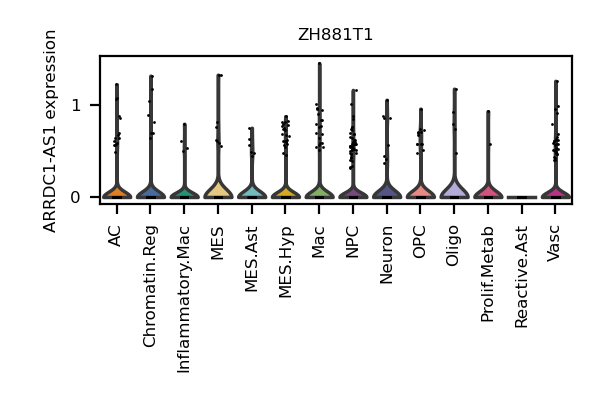 ZH881T1
ARRDC1-AS1 expression
1
0
AC
Chromatin.Reg
Inflammatory.Mac
MES
MES.Ast
MES.Hyp
Mac
NPC
Neuron
OPC
Oligo
Prolif.Metab
Reactive.Ast
Vasc